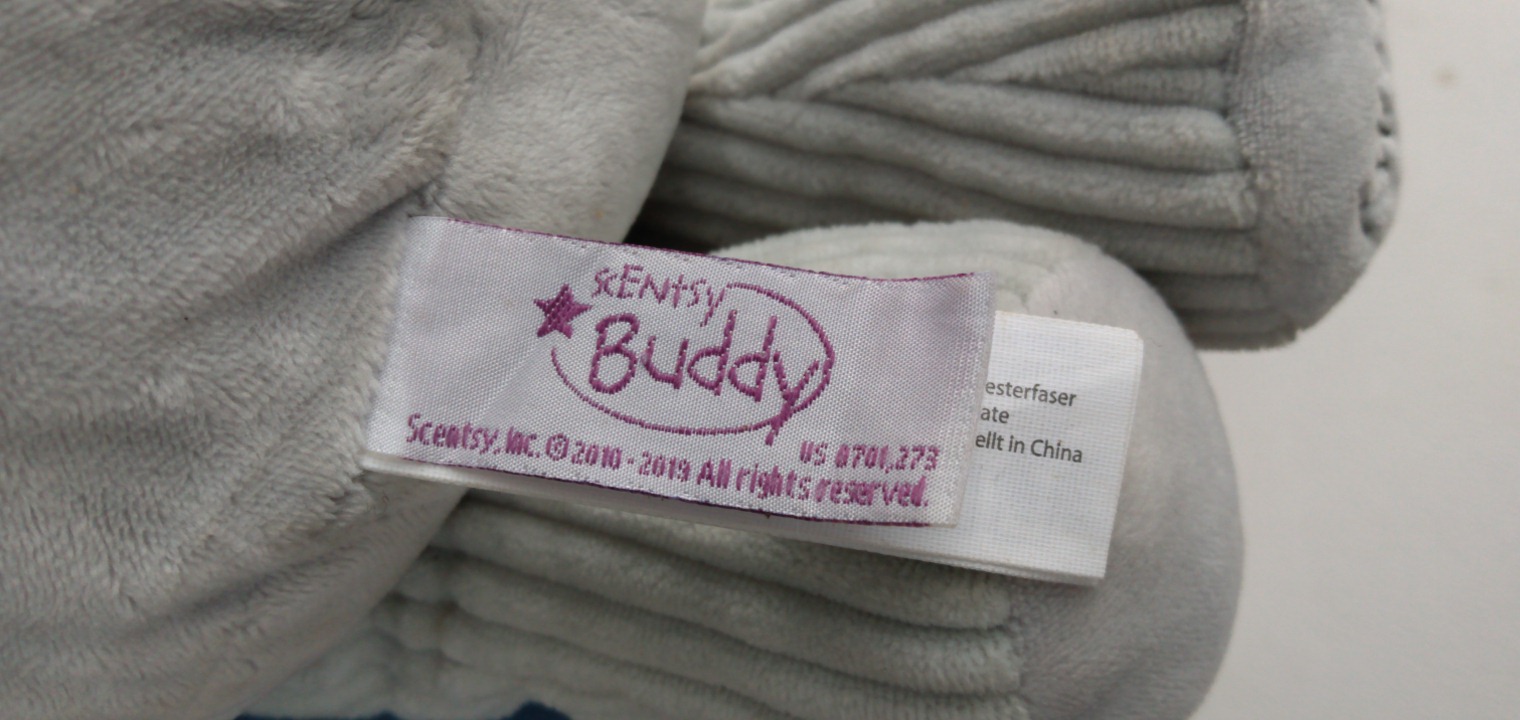 scENtsy
Buddy
US 8701,273
Scentsy, Inc. © 2010 - 2019 All rights reserved.
esterfaser
ate
ellt in China